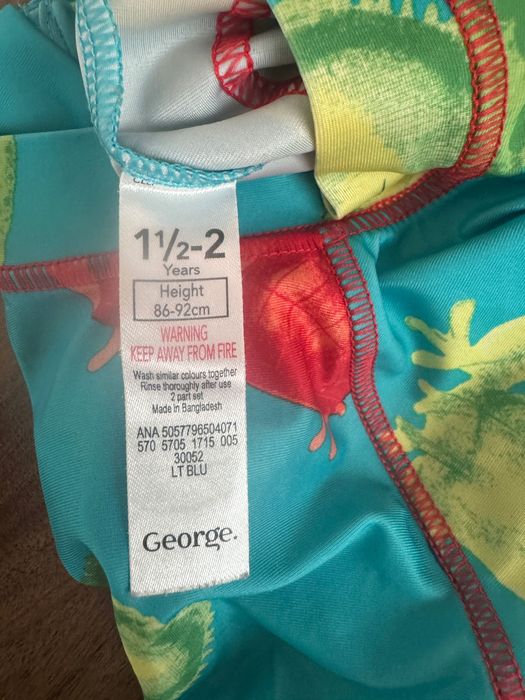 1½-2
Years
Height
86-92cm
WARNING
KEEP AWAY FROM FIRE
Wash similar colours together
Rinse thoroughly after use
2 part set
Made in Bangladesh
ANA 5057796504071
570 5705 1715 005
30052
LT BLU
George.